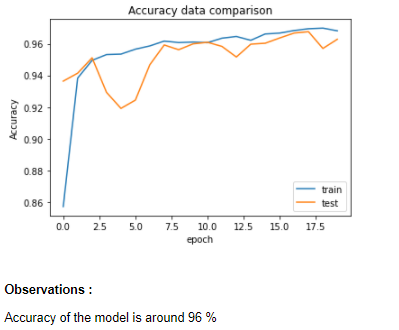 Accuracy data comparison
0.96
0.94
0.92
0.90
0.88
0.86
Accuracy
0.0 2.5 5.0 7.5 10.0 12.5 15.0 17.5
epoch
train
test
Observations :
Accuracy of the model is around 96 %